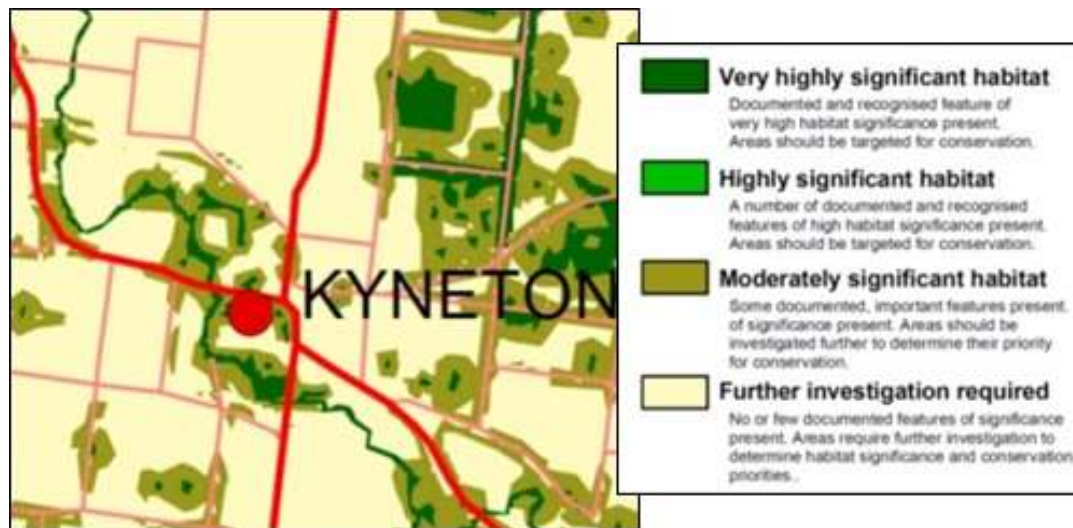 KYNETON
Very highly significant habitat
Documented and recognised feature of
very high habitat significance present.
Areas should be targeted for conservation.
Highly significant habitat
A number of documented and recognised
features of high habitat significance present.
Areas should be targeted for conservation.
Moderately significant habitat
Some documented, important features present,
of significance present. Areas should be
investigated further to determine their priority
for conservation.
Further investigation required
No or few documented features of significance
present. Areas require further investigation to
determine habitat significance and conservation
priorities..